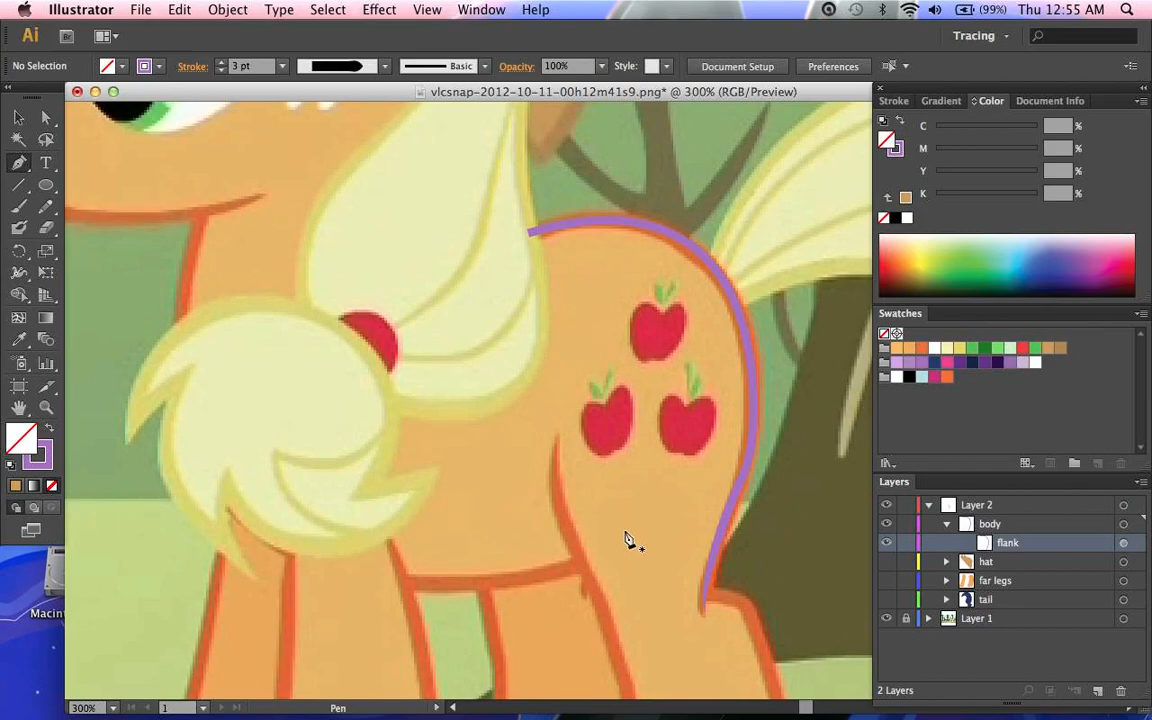 Illustrator File Edit Object Type Select Effect View Window Help (99%) Thu 12:55 AM
Ai Br Tracing
No Selection Stroke: 3 pt Basic Opacity: 100% Style: Document Setup Preferences
vlcsnap-2012-10-11-00h12m41s9.png* @ 300% (RGB/Preview)
Stroke Gradient Color Document Info
C %
M %
Y %
K %
Swatches
Layers
Layer 2
body
flank
hat
far legs
tail
Layer 1
2 Layers
Macint
300% 1 Pen